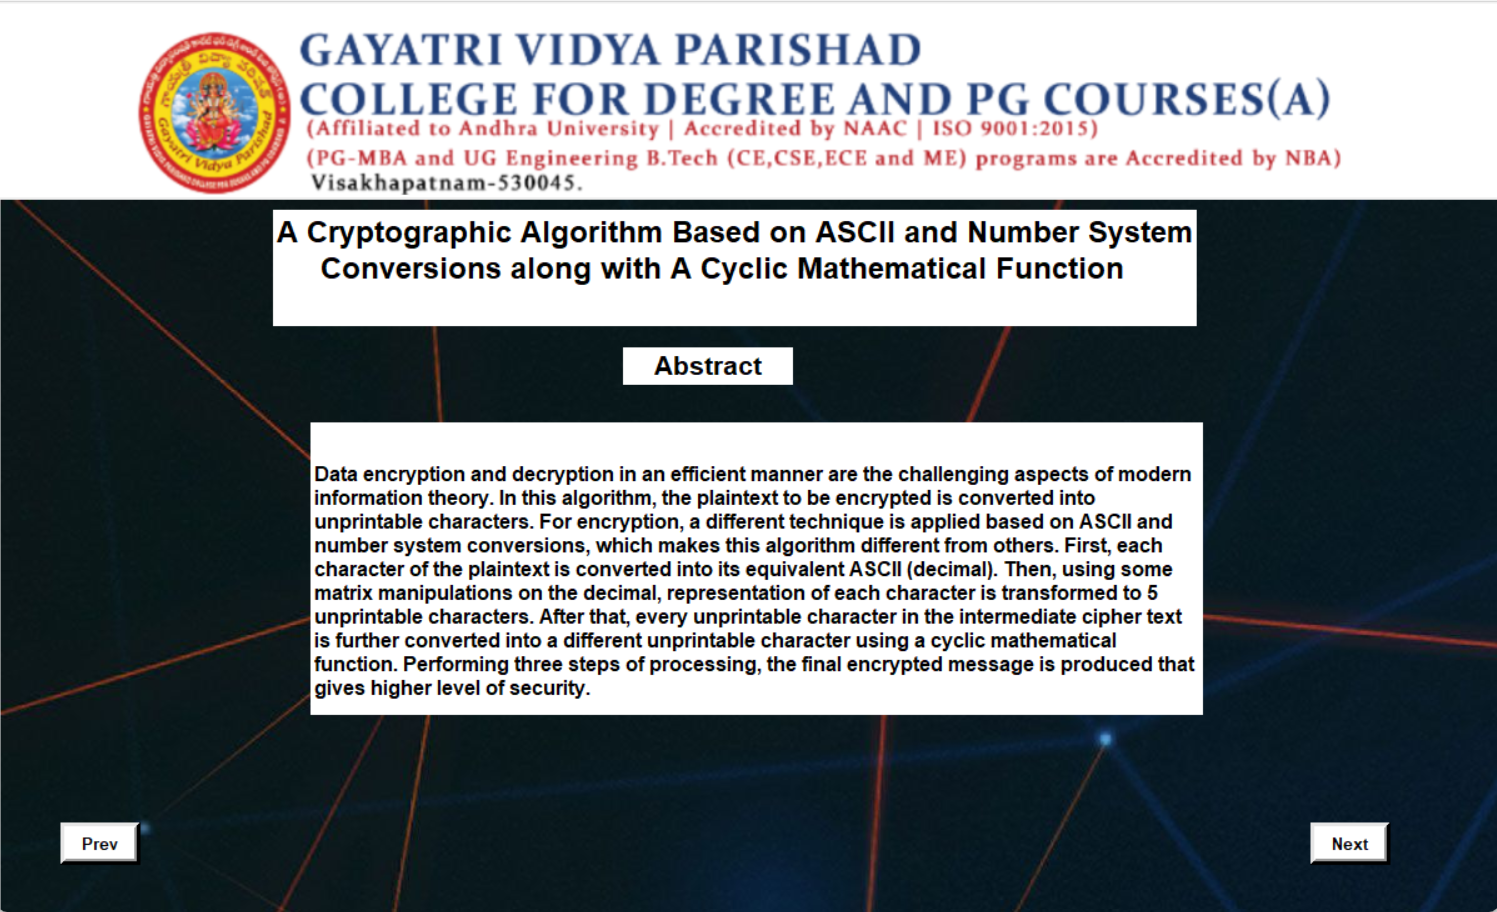 GAYATRI VIDYA PARISHAD
COLLEGE FOR DEGREE AND PG COURSES(A)
(Affiliated to Andhra University | Accredited by NAAC | ISO 9001:2015)
(PG-MBA and UG Engineering B.Tech (CE,CSE,ECE and ME) programs are Accredited by NBA)
Visakhapatnam-530045.
Gayatri Vidya Parishad
A Cryptographic Algorithm Based on ASCII and Number System
Conversions along with A Cyclic Mathematical Function
Abstract
Data encryption and decryption in an efficient manner are the challenging aspects of modern
information theory. In this algorithm, the plaintext to be encrypted is converted into
unprintable characters. For encryption, a different technique is applied based on ASCII and
number system conversions, which makes this algorithm different from others. First, each
character of the plaintext is converted into its equivalent ASCII (decimal). Then, using some
matrix manipulations on the decimal, representation of each character is transformed to 5
unprintable characters. After that, every unprintable character in the intermediate cipher text
is further converted into a different unprintable character using a cyclic mathematical
function. Performing three steps of processing, the final encrypted message is produced that
gives higher level of security.
Prev
Next